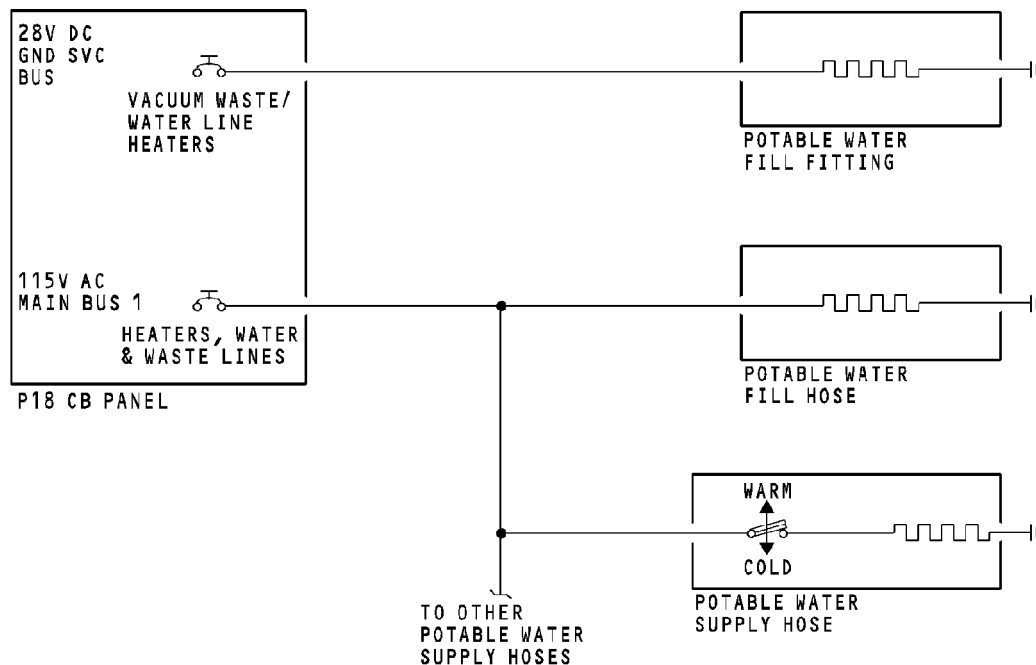 28V DC
GND SVC
BUS
VACUUM WASTE/
WATER LINE
HEATERS
POTABLE WATER
FILL FITTING
115V AC
MAIN BUS 1
HEATERS, WATER
& WASTE LINES
P18 CB PANEL
POTABLE WATER
FILL HOSE
WARM
COLD
POTABLE WATER
SUPPLY HOSE
TO OTHER
POTABLE WATER
SUPPLY HOSES